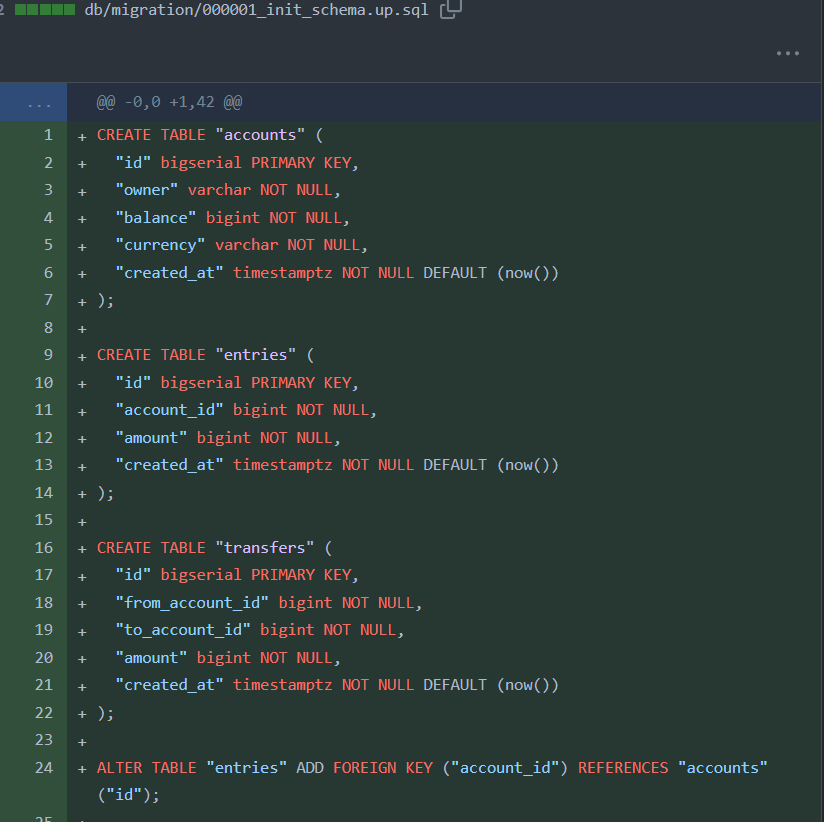 2 db/migration/000001_init_schema.up.sql
...
... @@ -0,0 +1,42 @@
1 + CREATE TABLE "accounts" (
2 + "id" bigserial PRIMARY KEY,
3 + "owner" varchar NOT NULL,
4 + "balance" bigint NOT NULL,
5 + "currency" varchar NOT NULL,
6 + "created_at" timestamptz NOT NULL DEFAULT (now())
7 + );
8 +
9 + CREATE TABLE "entries" (
10 + "id" bigserial PRIMARY KEY,
11 + "account_id" bigint NOT NULL,
12 + "amount" bigint NOT NULL,
13 + "created_at" timestamptz NOT NULL DEFAULT (now())
14 + );
15 +
16 + CREATE TABLE "transfers" (
17 + "id" bigserial PRIMARY KEY,
18 + "from_account_id" bigint NOT NULL,
19 + "to_account_id" bigint NOT NULL,
20 + "amount" bigint NOT NULL,
21 + "created_at" timestamptz NOT NULL DEFAULT (now())
22 + );
23 +
24 + ALTER TABLE "entries" ADD FOREIGN KEY ("account_id") REFERENCES "accounts"
("id");
25 +